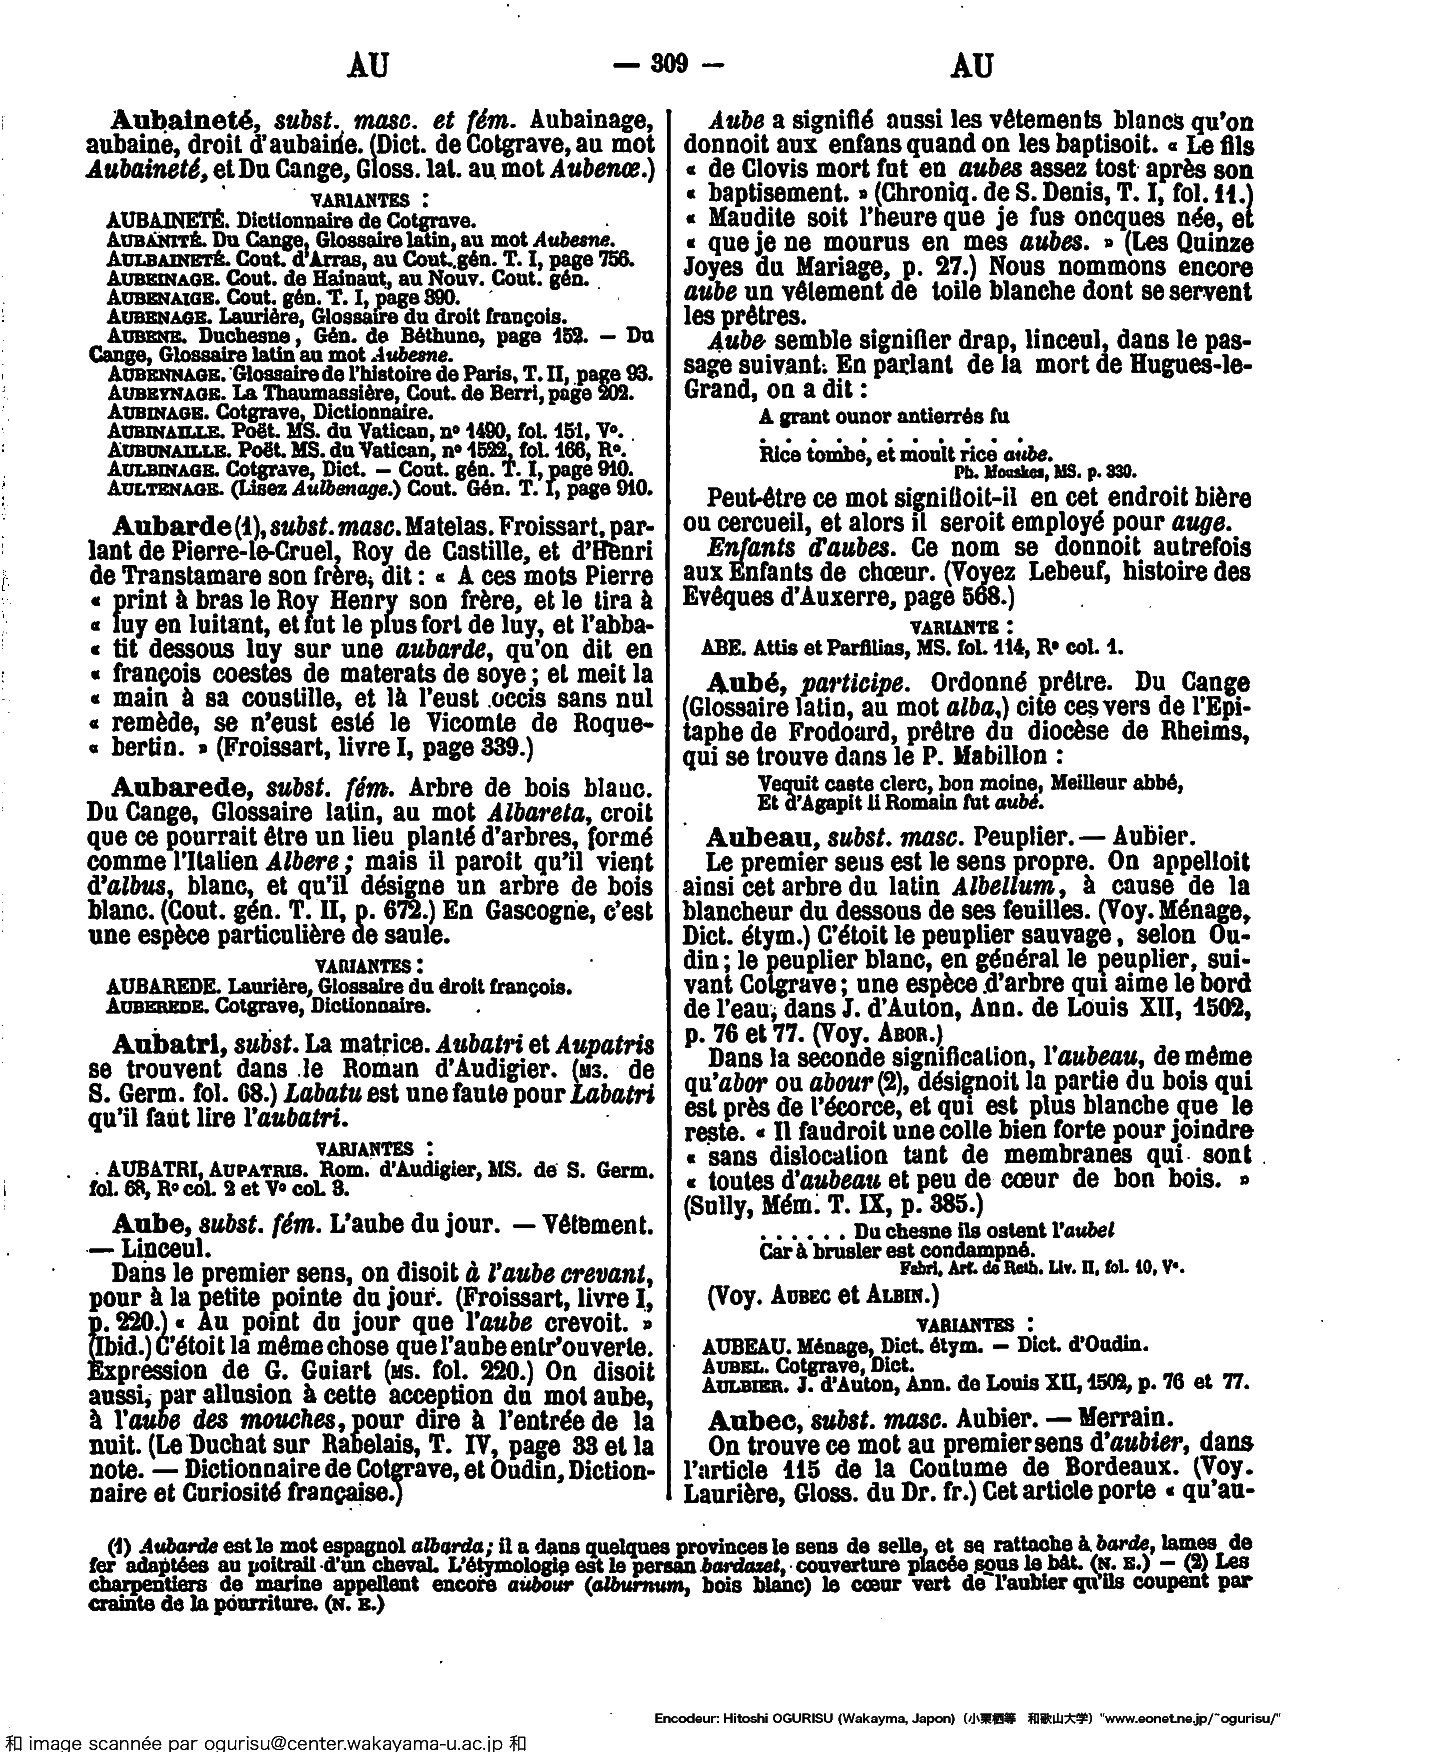 AU — 309 — AU
Aubaineté, subst. masc. et fém. Aubainage,
aubaine, droit d'aubaine. (Dict. de Cotgrave, au mot
Aubaineté, et Du Cange, Gloss. lat. au mot Aubenæ.)
VARIANTES :
AUBAINETÉ. Dictionnaire de Cotgrave.
AUBANITÉ. Du Cange, Glossaire latin, au mot Aubesne.
AULBAINETÉ. Cout. d'Arras, au Cout. gén. T. I, page 756.
AUBEINAGE. Cout. de Hainaut, au Nouv. Cout. gén.
AUBENAIGE. Cout. gén. T. I, page 390.
AUBENAGE. Laurière, Glossaire du droit françois.
AUBENE. Duchesne, Gén. de Béthune, page 152. — Du
Cange, Glossaire latin au mot Aubesne.
AUBENNAGE. Glossaire de l'histoire de Paris, T. II, page 93.
AUBEYNAGE. La Thaumassière, Cout. de Berri, page 202.
AUBINAGE. Cotgrave, Dictionnaire.
AUBINAILLE. Poët. MS. du Vatican, nº 1490, fol. 151, Vº.
AUBUNAILLE. Poët. MS. du Vatican, nº 1522, fol. 166, Rº.
AULBINAGE. Cotgrave, Dict. — Cout. gén. T. I, page 910.
AULTENAGE. (Lisez Aulbenage.) Cout. Gén. T. I, page 910.
Aubarde (1), subst. masc. Matelas. Froissart, par-
lant de Pierre-le-Cruel, Roy de Castille, et d'Henri
de Transtamare son frère, dit : « A ces mots Pierre
« print à bras le Roy Henry son frère, et le tira à
« luy en luitant, et fut le plus fort de luy, et l'abba-
« tit dessous luy sur une aubarde, qu'on dit en
« françois coestes de materats de soye ; et meit la
« main à sa coustille, et là l'eust occis sans nul
« remède, se n'eust esté le Vicomte de Roque-
« bertin. » (Froissart, livre I, page 339.)
Aubarede, subst. fém. Arbre de bois blanc.
Du Cange, Glossaire latin, au mot Albareta, croit
que ce pourrait être un lieu planté d'arbres, formé
comme l'Italien Albere ; mais il paroît qu'il vient
d'albus, blanc, et qu'il désigne un arbre de bois
blanc. (Cout. gén. T. II, p. 672.) En Gascogne, c'est
une espèce particulière de saule.
VARIANTES :
AUBAREDE. Laurière, Glossaire du droit françois.
AUBEREDE. Cotgrave, Dictionnaire.
Aubatri, subst. La matrice. Aubatri et Aupatris
se trouvent dans le Roman d'Audigier. (MS. de
S. Germ. fol. 68.) Labatu est une faute pour Labatri
qu'il faut lire l'aubatri.
VARIANTES :
AUBATRI, AUPATRIS. Rom. d'Audigier, MS. de S. Germ.
fol. 68, Rº col. 2 et Vº col. 3.
Aube, subst. fém. L'aube du jour. — Vêtement.
— Linceul.
Dans le premier sens, on disoit à l'aube crevant,
pour à la petite pointe du jour. (Froissart, livre I,
p. 220.) « Au point du jour que l'aube crevoit. »
(Ibid.) C'étoit la même chose que l'aube entr'ouverte.
Expression de G. Guiart (MS. fol. 220.) On disoit
aussi, par allusion à cette acception du mot aube,
à l'aube des mouches, pour dire à l'entrée de la
nuit. (Le Duchat sur Rabelais, T. IV, page 33 et la
note. — Dictionnaire de Cotgrave, et Oudin, Diction-
naire et Curiosité française.)
Aube a signifié aussi les vêtements blancs qu'on
donnoit aux enfans quand on les baptisoit. « Le fils
« de Clovis mort fut en aubes assez tost après son
« baptisement. » (Chroniq. de S. Denis, T. I, fol. 11.)
« Maudite soit l'heure que je fus oncques née, et
« que je ne mourus en mes aubes. » (Les Quinze
Joyes du Mariage, p. 27.) Nous nommons encore
aube un vêtement de toile blanche dont se servent
les prêtres.
Aube semble signifier drap, linceul, dans le pas-
sage suivant. En parlant de la mort de Hugues-le-
Grand, on a dit :
A grant ounor antierrés fu
. . . . . . . . . . . .
Rice tombe, et moult rice aube.
Ph. Mouskes, MS. p. 330.
Peut-être ce mot signifioit-il en cet endroit bière
ou cercueil, et alors il seroit employé pour auge.
Enfants d'aubes. Ce nom se donnoit autrefois
aux Enfants de chœur. (Voyez Lebeuf, histoire des
Evêques d'Auxerre, page 568.)
VARIANTE :
ABE. Attis et Parfilias, MS. fol. 114, Rº col. 1.
Aubé, participe. Ordonné prêtre. Du Cange
(Glossaire latin, au mot alba,) cite ces vers de l'Epi-
taphe de Frodoard, prêtre du diocèse de Rheims,
qui se trouve dans le P. Mabillon :
Vequit caste clerc, bon moine, Meilleur abbé,
Et d'Agapit li Romain fut aubé.
Aubeau, subst. masc. Peuplier. — Aubier.
Le premier seus est le sens propre. On appelloit
ainsi cet arbre du latin Albellum, à cause de la
blancheur du dessous de ses feuilles. (Voy. Ménage,
Dict. étym.) C'étoit le peuplier sauvage, selon Ou-
din ; le peuplier blanc, en général le peuplier, sui-
vant Cotgrave ; une espèce d'arbre qui aime le bord
de l'eau, dans J. d'Auton, Ann. de Louis XII, 1502,
p. 76 et 77. (Voy. ABOR.)
Dans la seconde signification, l'aubeau, de même
qu'abor ou abour (2), désignoit la partie du bois qui
est près de l'écorce, et qui est plus blanche que le
reste. « Il faudroit une colle bien forte pour joindre
« sans dislocation tant de membranes qui sont
« toutes d'aubeau et peu de cœur de bon bois. »
(Sully, Mém. T. IX, p. 385.)
. . . . . . Du chesne ils ostent l'aubel
Car à brusler est condampné.
Fabri, Art. de Reth. Liv. II, fol. 10, Vº.
(Voy. AUBEC et ALBIN.)
VARIANTES :
AUBEAU. Ménage, Dict. étym. — Dict. d'Oudin.
AUBEL. Cotgrave, Dict.
AULBIER. J. d'Auton, Ann. de Louis XII, 1502, p. 76 et 77.
Aubec, subst. masc. Aubier. — Merrain.
On trouve ce mot au premier sens d'aubier, dans
l'article 115 de la Coutume de Bordeaux. (Voy.
Laurière, Gloss. du Dr. fr.) Cet article porte « qu'au-
(1) Aubarde est le mot espagnol albarda ; il a dans quelques provinces le sens de selle, et se rattache à barde, lames de
fer adaptées au poitrail d'un cheval. L'étymologie est le persan bardazet, couverture placée sous le bât. (N. E.) — (2) Les
charpentiers de marine appellent encore aubour (alburnum, bois blanc) le cœur vert de l'aubier qu'ils coupent par
crainte de la pourriture. (N. E.)
Encodeur: Hitoshi OGURISU (Wakayma, Japon) (小栗栖等 和歌山大学) "www.eonet.ne.jp/~ogurisu/"
和 image scannée par ogurisu@center.wakayama-u.ac.jp 和